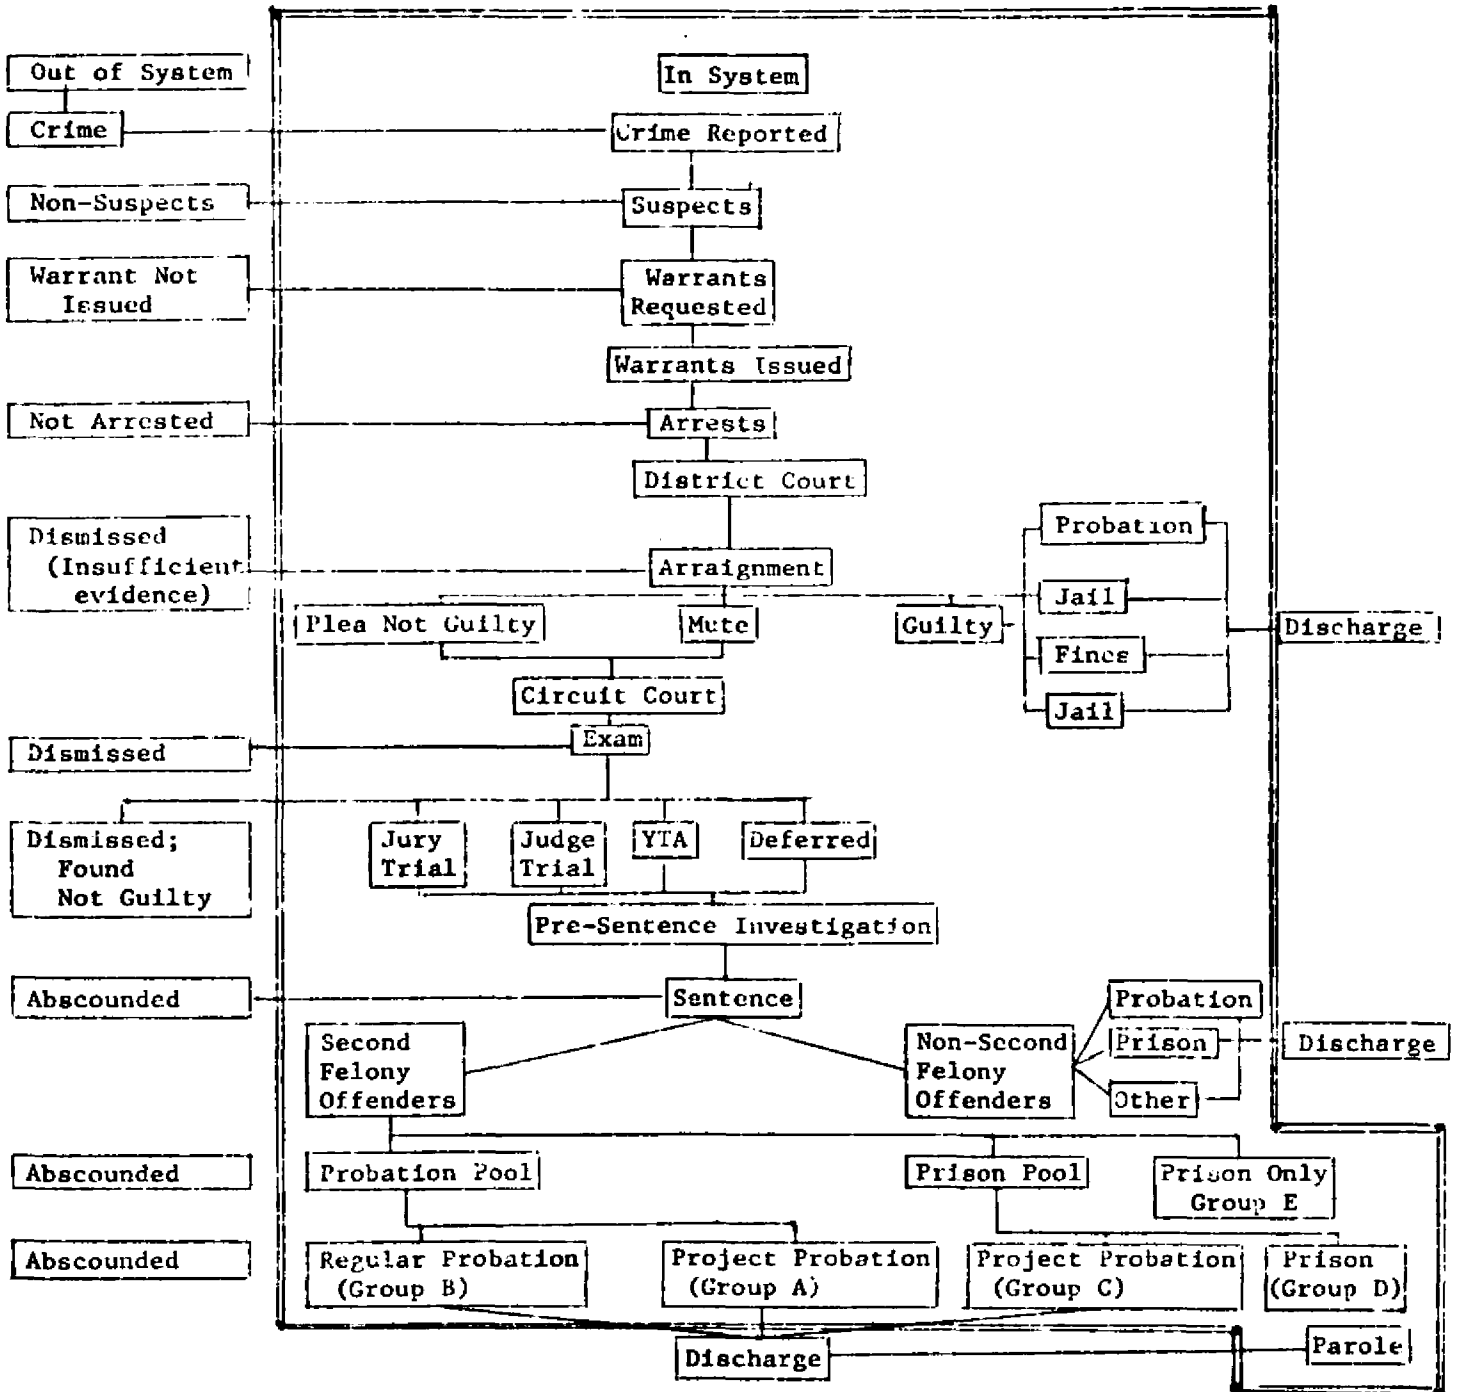 Out of System
In System
Crime
Crime Reported
Non-Suspects
Suspects
Warrant Not
Issued
Warrants
Requested
Warrants Issued
Not Arrested
Arrests
District Court
Dismissed
(Insufficient
evidence)
Arraignment
Probation
Jail
Fines
Jail
Discharge
Plea Not Guilty
Mute
Guilty
Circuit Court
Exam
Dismissed
Dismissed;
Found
Not Guilty
Jury
Trial
Judge
Trial
YTA
Deferred
Pre-Sentence Investigation
Abscounded
Sentence
Second
Felony
Offenders
Non-Second
Felony
Offenders
Probation
Prison
Other
Discharge
Abscounded
Probation Pool
Prison Pool
Prison Only
Group E
Abscounded
Regular Probation
(Group B)
Project Probation
(Group A)
Project Probation
(Group C)
Prison
(Group D)
Discharge
Parole